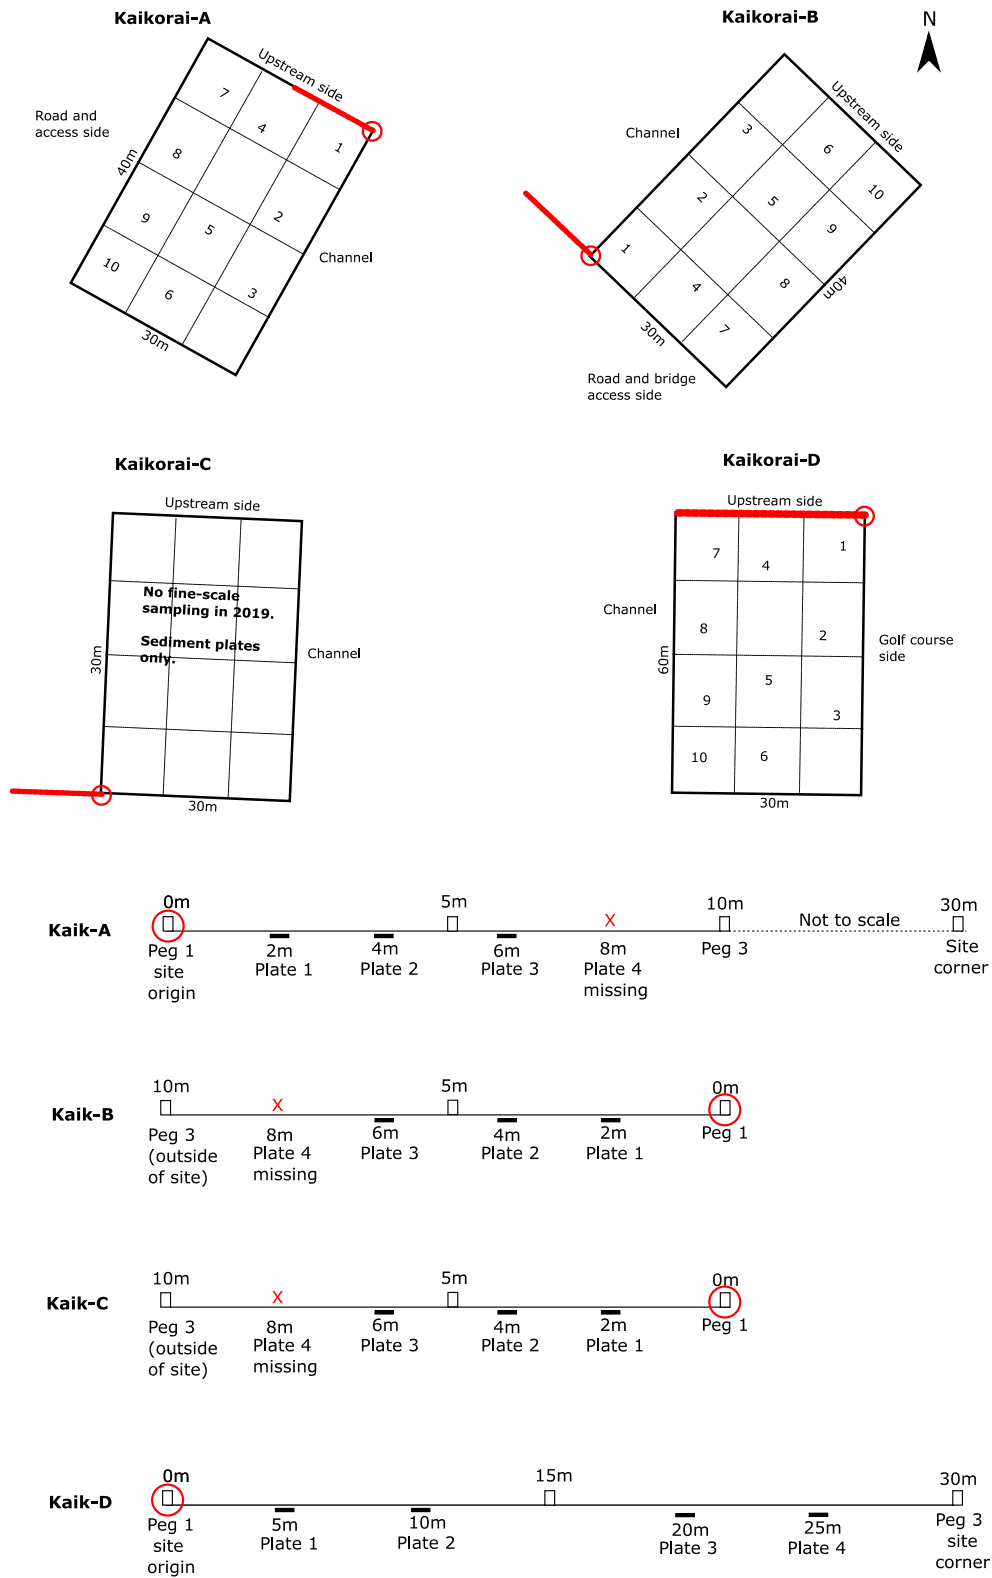 Kaikorai-A
Upstream side
Road and
access side
40m
7
4
1
8
2
9
5
10
6
3
Channel
30m
Kaikorai-B
N
Upstream side
Channel
3
6
10
2
5
9
1
4
8
7
40m
30m
Road and bridge
access side
Kaikorai-C
Upstream side
No fine-scale
sampling in 2019.
Sediment plates
only.
30m
Channel
30m
Kaikorai-D
Upstream side
7
4
1
Channel
8
2
Golf course
side
60m
5
9
3
10
6
30m
Kaik-A
0m
5m
X
10m
Not to scale
30m
Peg 1
site
origin
2m
Plate 1
4m
Plate 2
6m
Plate 3
8m
Plate 4
missing
Peg 3
Site
corner
Kaik-B
10m
X
5m
0m
Peg 3
(outside
of site)
8m
Plate 4
missing
6m
Plate 3
4m
Plate 2
2m
Plate 1
Peg 1
Kaik-C
10m
X
5m
0m
Peg 3
(outside
of site)
8m
Plate 4
missing
6m
Plate 3
4m
Plate 2
2m
Plate 1
Peg 1
Kaik-D
0m
15m
30m
Peg 1
site
origin
5m
Plate 1
10m
Plate 2
20m
Plate 3
25m
Plate 4
Peg 3
site
corner